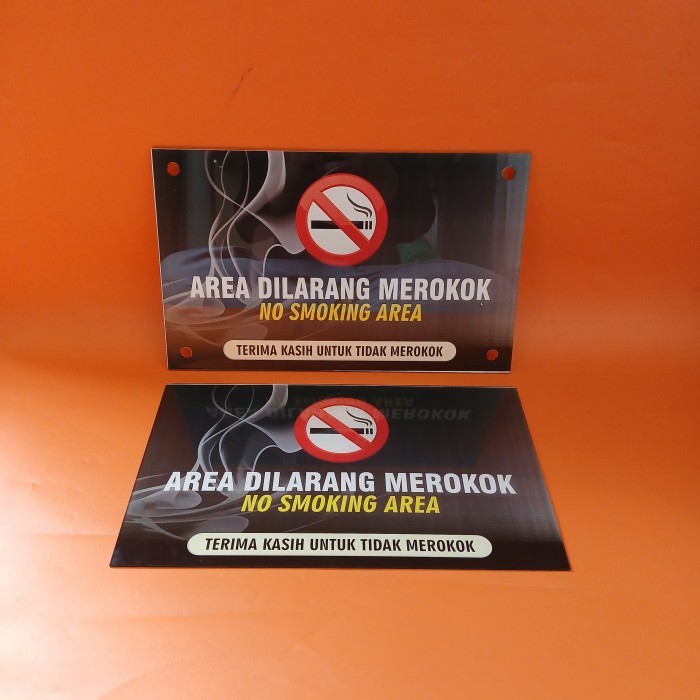 AREA DILARANG MEROKOK
NO SMOKING AREA
TERIMA KASIH UNTUK TIDAK MEROKOK
AREA DILARANG MEROKOK
NO SMOKING AREA
TERIMA KASIH UNTUK TIDAK MEROKOK